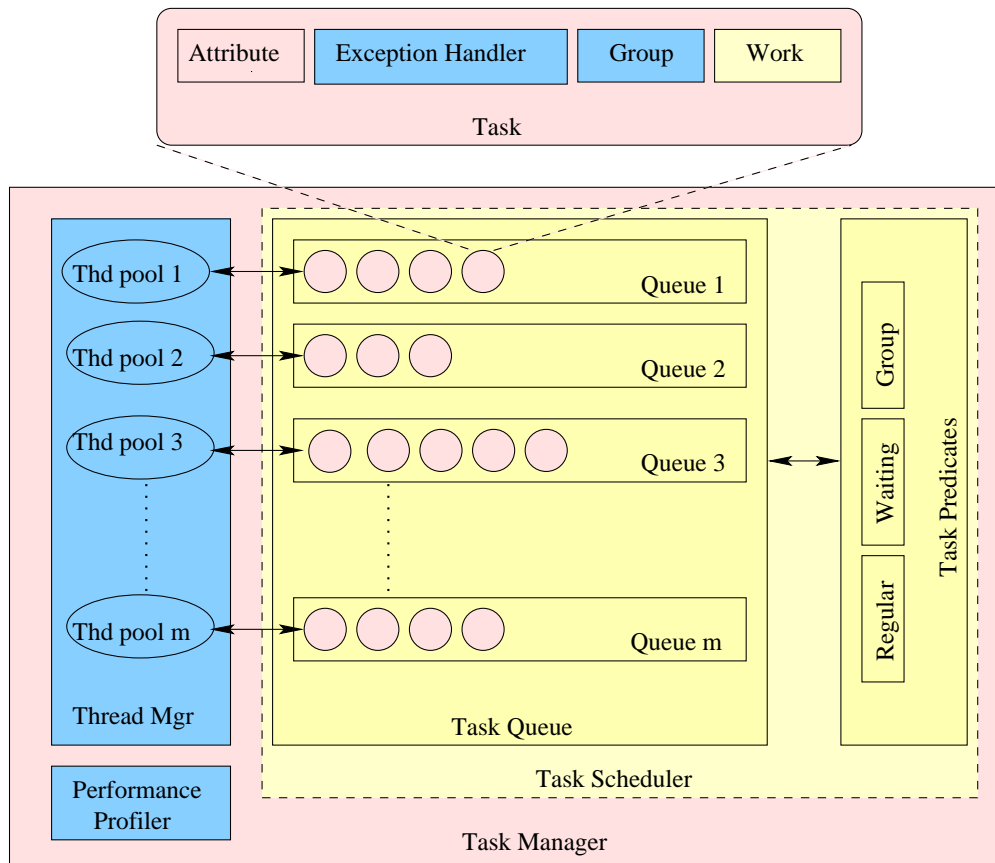 Attribute
Exception Handler
Group
Work
Task
Thd pool 1
Queue 1
Thd pool 2
Queue 2
Thd pool 3
Queue 3
Thd pool m
Queue m
Thread Mgr
Task Queue
Group
Waiting
Regular
Task Predicates
Task Scheduler
Performance
Profiler
Task Manager